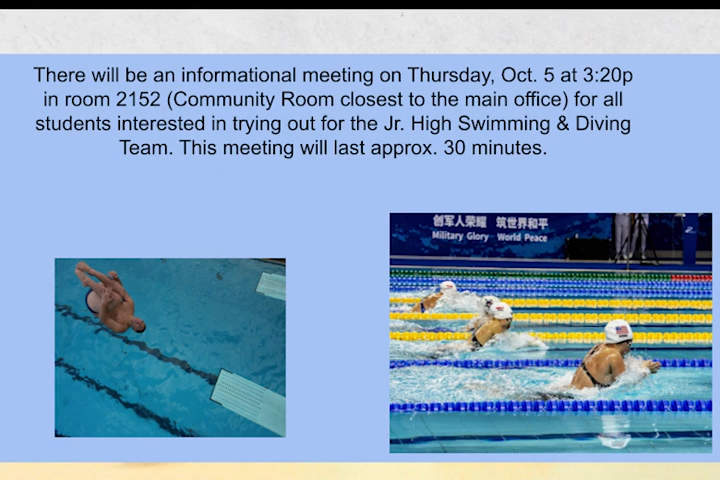 There will be an informational meeting on Thursday, Oct. 5 at 3:20p
in room 2152 (Community Room closest to the main office) for all
students interested in trying out for the Jr. High Swimming & Diving
Team. This meeting will last approx. 30 minutes.
创军人荣耀 筑世界和平
Military Glory World Peace